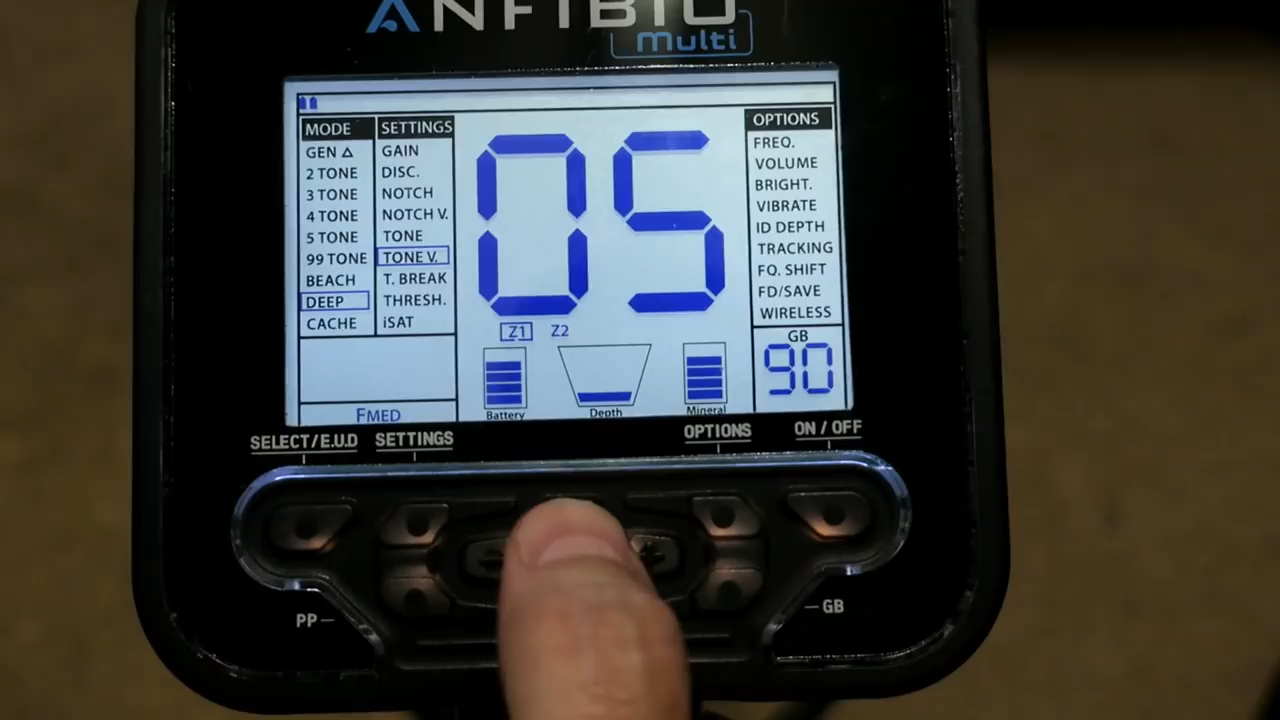 ANFIBIO
Multi
MODE
GEN Δ
2 TONE
3 TONE
4 TONE
5 TONE
99 TONE
BEACH
DEEP
CACHE
SETTINGS
GAIN
DISC.
NOTCH
NOTCH V.
TONE
TONE V.
T. BREAK
THRESH.
iSAT
05
Z1 Z2
Battery
Depth
Mineral
OPTIONS
FREQ.
VOLUME
BRIGHT.
VIBRATE
ID DEPTH
TRACKING
FQ. SHIFT
FD/SAVE
WIRELESS
GB
90
FMED
SELECT/E.U.D SETTINGS OPTIONS ON / OFF
PP
GB